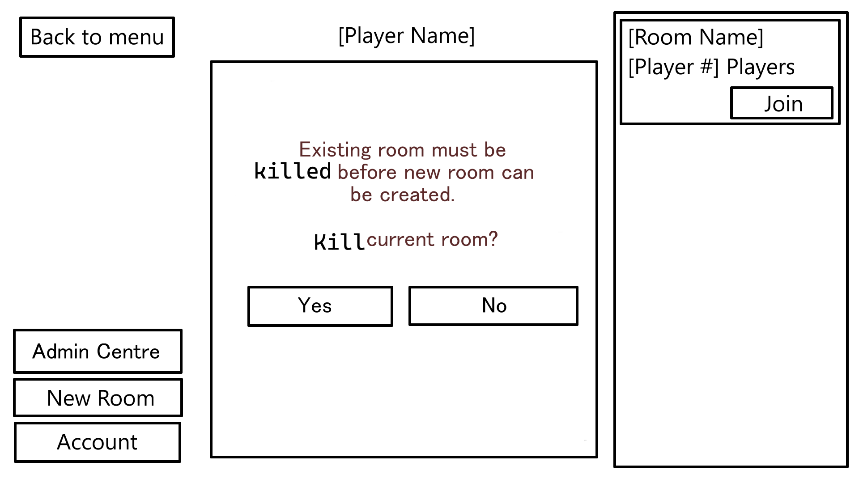 Back to menu
[Player Name]
[Room Name]
[Player #] Players
Join
Existing room must be
killed before new room can
be created.
Kill current room?
Yes
No
Admin Centre
New Room
Account